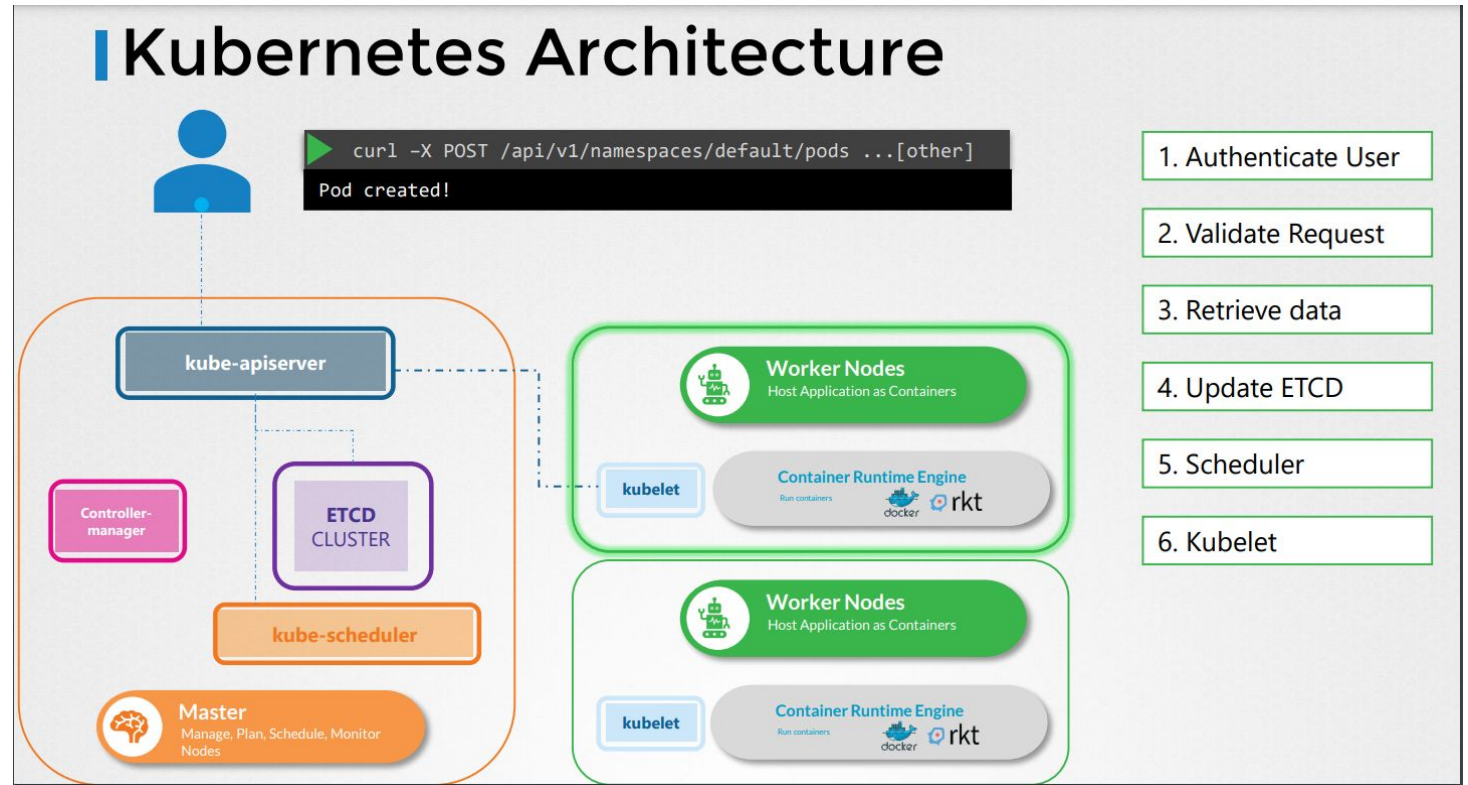 Kubernetes Architecture
curl –X POST /api/v1/namespaces/default/pods ...[other]
Pod created!
1. Authenticate User
2. Validate Request
3. Retrieve data
4. Update ETCD
5. Scheduler
6. Kubelet
kube-apiserver
Controller-
manager
ETCD
CLUSTER
kube-scheduler
Master
Manage, Plan, Schedule, Monitor
Nodes
Worker Nodes
Host Application as Containers
kubelet
Container Runtime Engine
Run containers
docker
rkt
Worker Nodes
Host Application as Containers
kubelet
Container Runtime Engine
Run containers
docker
rkt